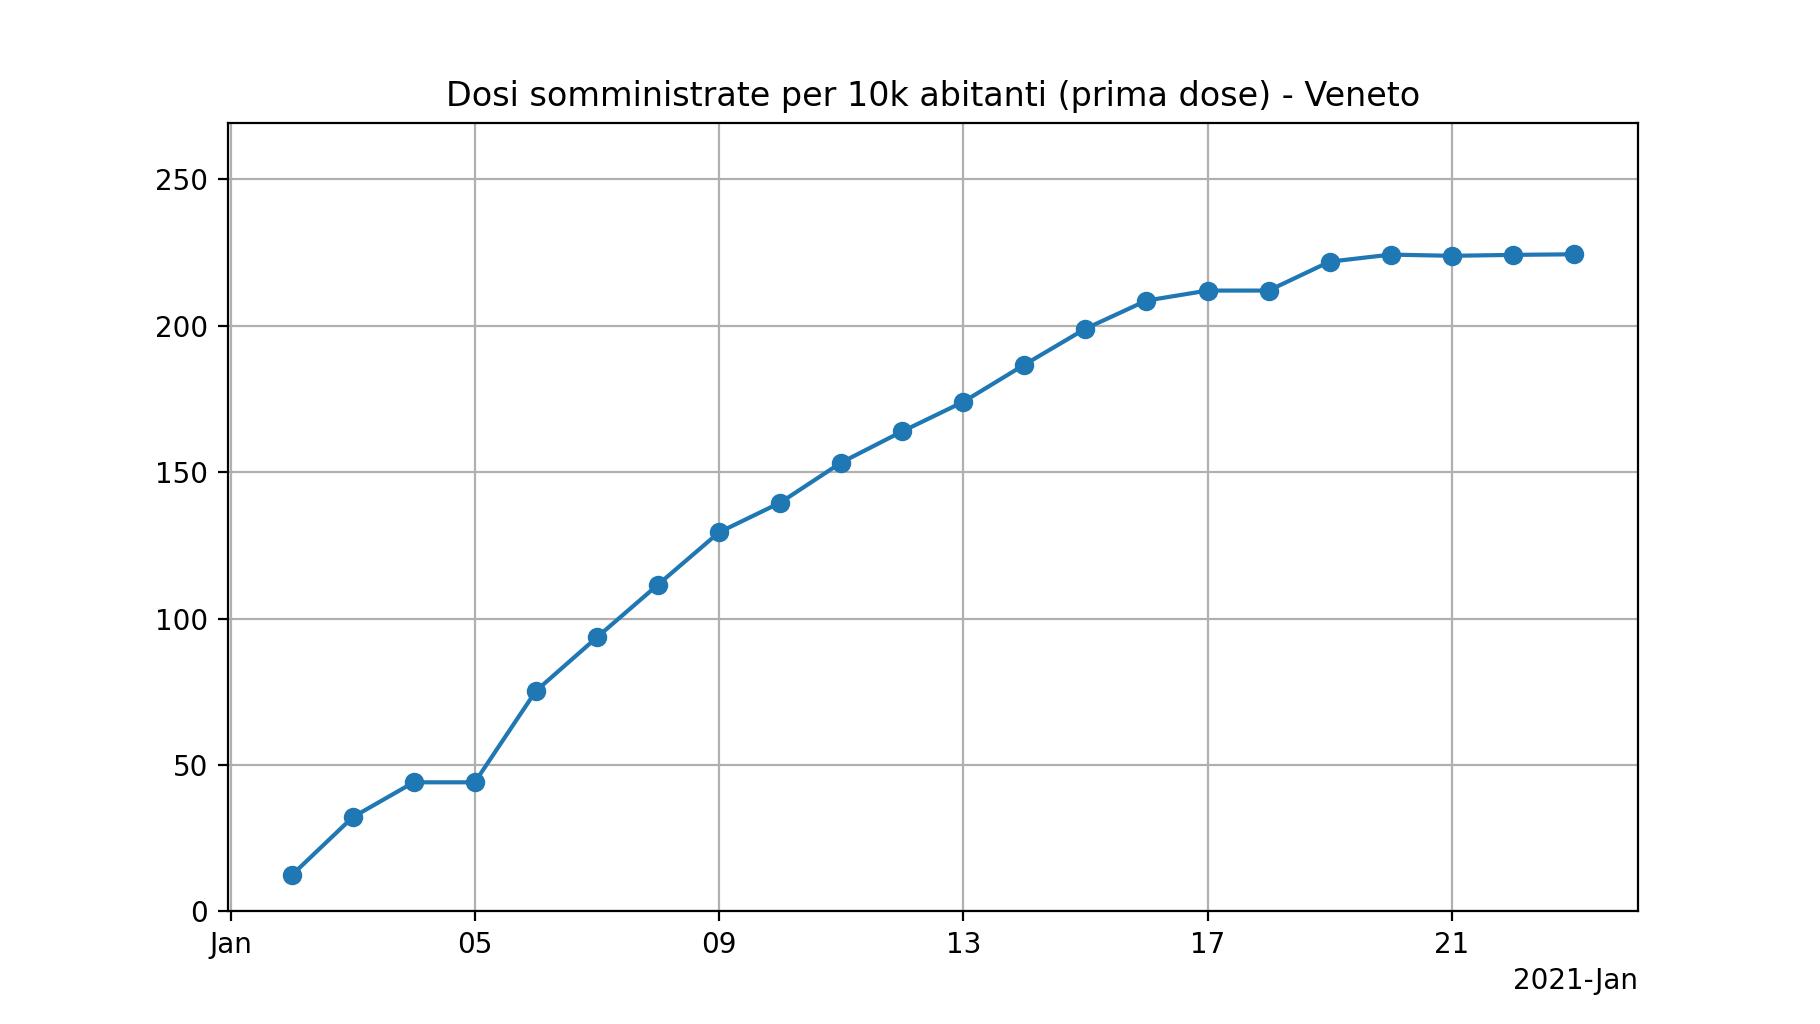 Dosi somministrate per 10k abitanti (prima dose) - Veneto
250
200
150
100
50
0
Jan 05 09 13 17 21
2021-Jan